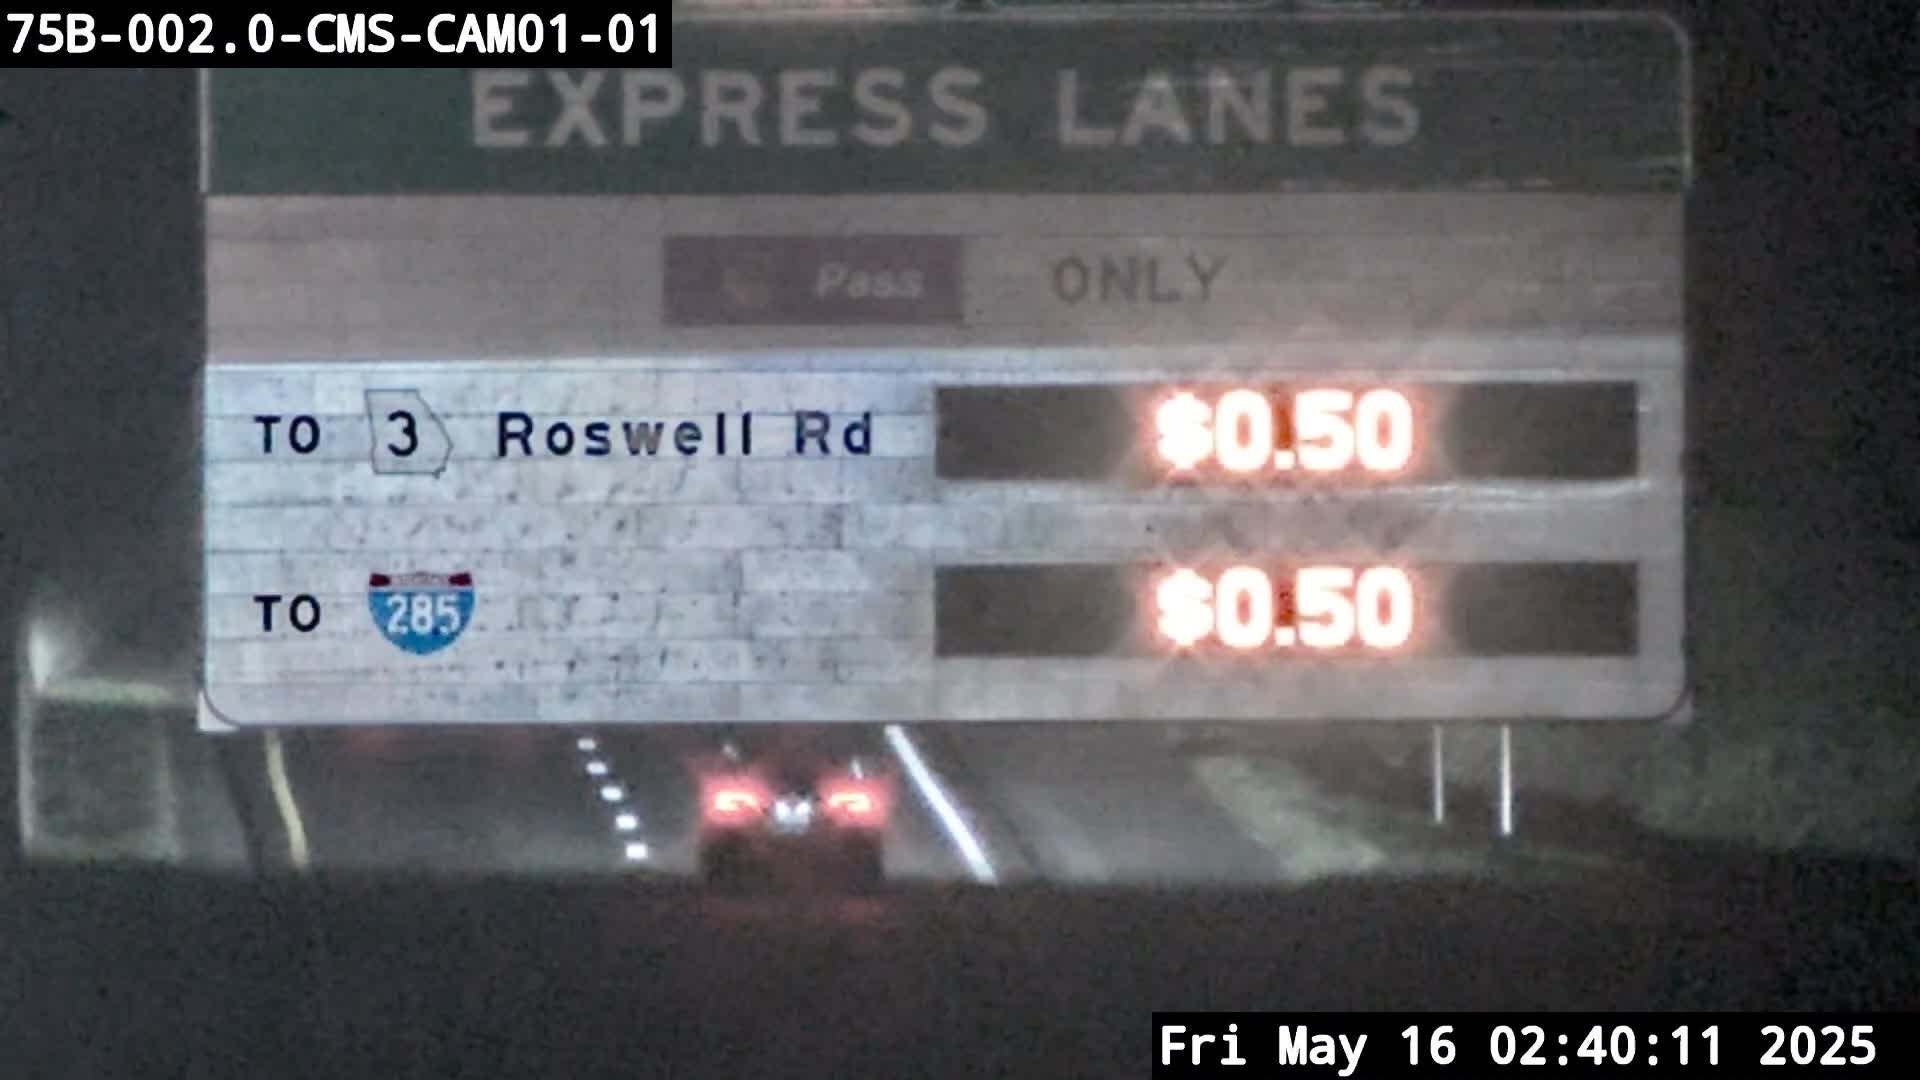 75B-002.0-CMS-CAM01-01
EXPRESS LANES
Pass ONLY
TO 3 Roswell Rd $0.50
TO 285 $0.50
Fri May 16 02:40:11 2025